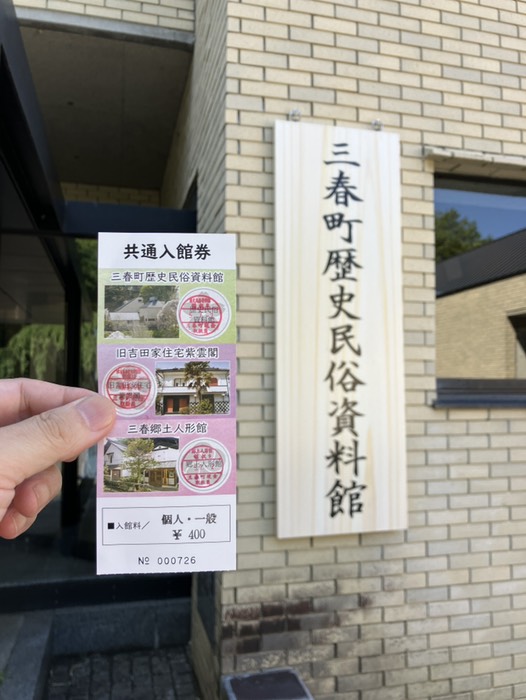 共通入館券
三春町歴史民俗資料館
旧吉田家住宅紫雲閣
三春郷土人形館
■入館料／
個人・一般
¥ 400
№ 000726
三春町歴史民俗資料館